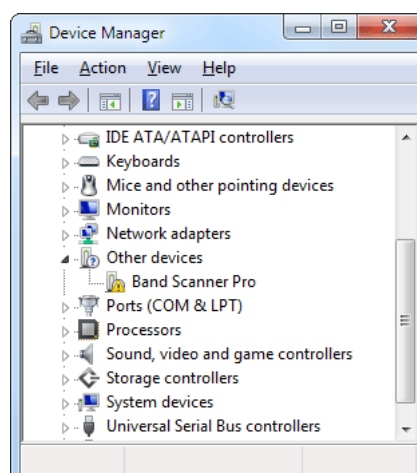 Device Manager
File Action View Help
IDE ATA/ATAPI controllers
Keyboards
Mice and other pointing devices
Monitors
Network adapters
Other devices
Band Scanner Pro
Ports (COM & LPT)
Processors
Sound, video and game controllers
Storage controllers
System devices
Universal Serial Bus controllers